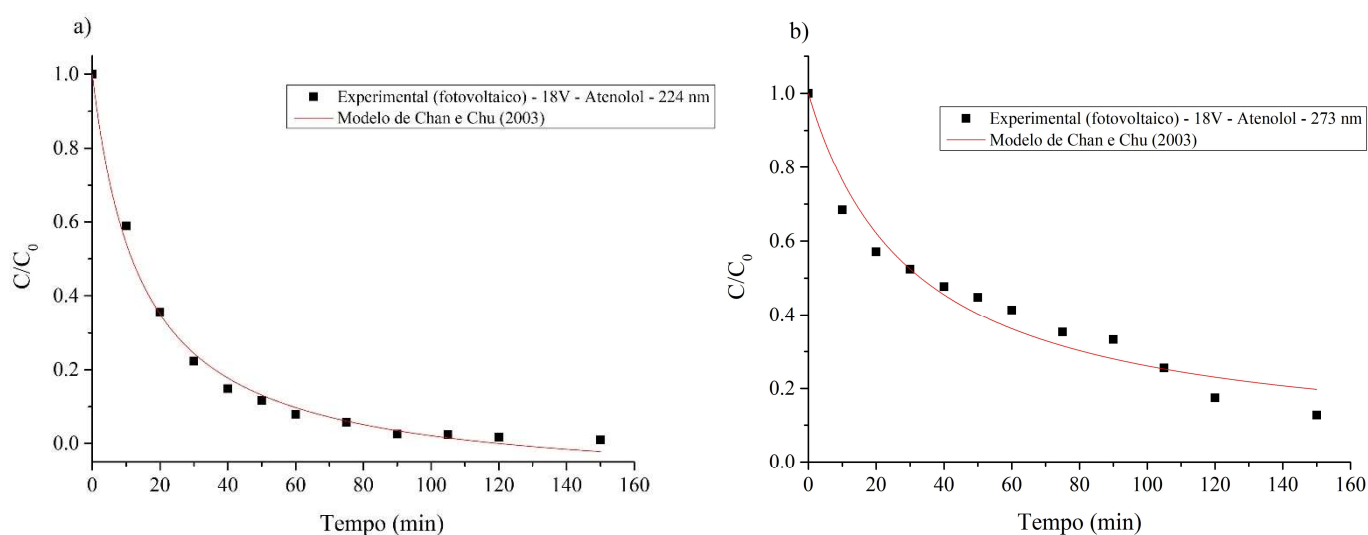 a)
Experimental (fotovoltaico) - 18V - Atenolol - 224 nm
Modelo de Chan e Chu (2003)
C/C₀
1.0
0.8
0.6
0.4
0.2
0.0
0 20 40 60 80 100 120 140 160
Tempo (min)
b)
Experimental (fotovoltaico) - 18V - Atenolol - 273 nm
Modelo de Chan e Chu (2003)
C/C₀
1.0
0.8
0.6
0.4
0.2
0.0
0 20 40 60 80 100 120 140 160
Tempo (min)